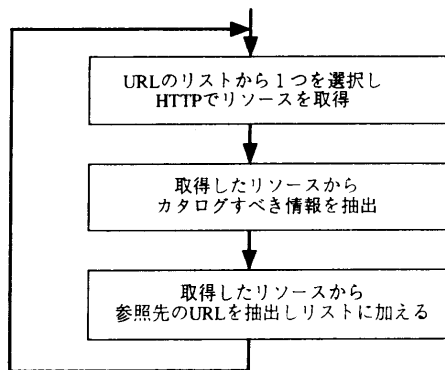 URLのリストから１つを選択し
HTTPでリソースを取得
取得したリソースから
カタログすべき情報を抽出
取得したリソースから
参照先のURLを抽出しリストに加える